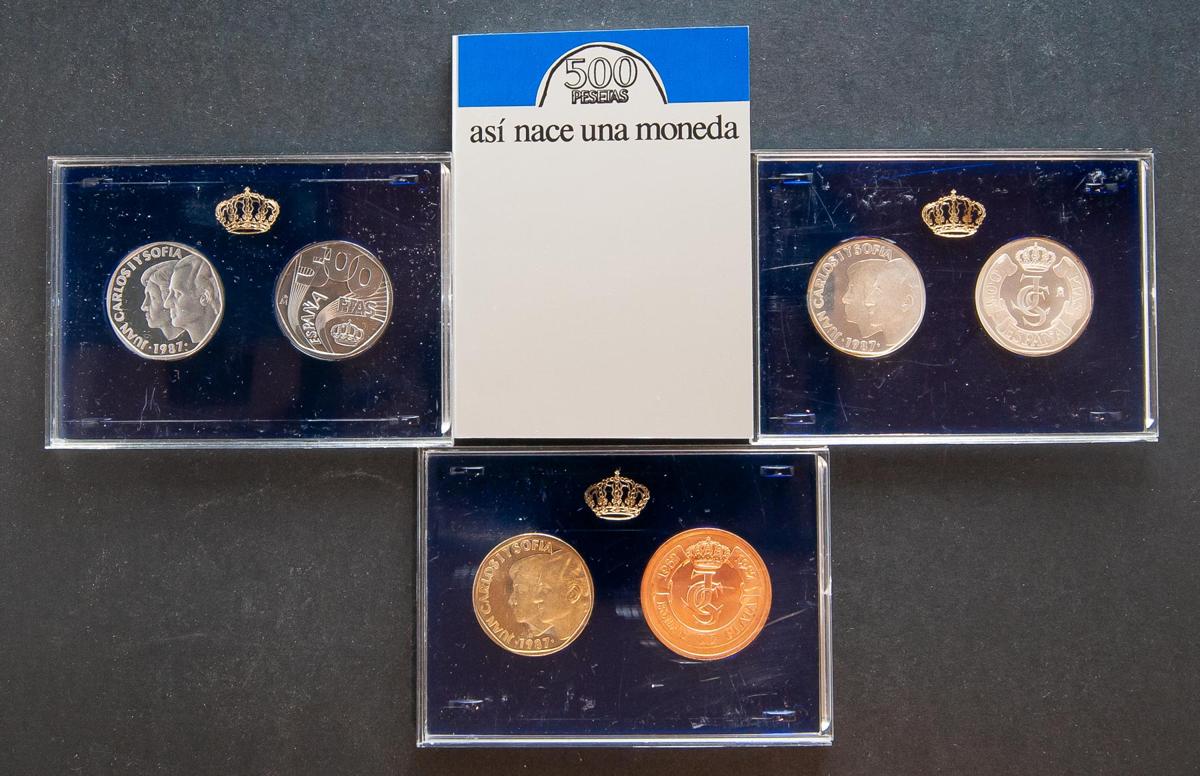 500
PESETAS
así nace una moneda
JUAN CARLOS I Y SOFIA
·1987·
500
PTAS
ESPAÑA
JUAN CARLOS I Y SOFIA
·1987·
ESPAÑA
JUAN CARLOS I Y SOFIA
·1987·